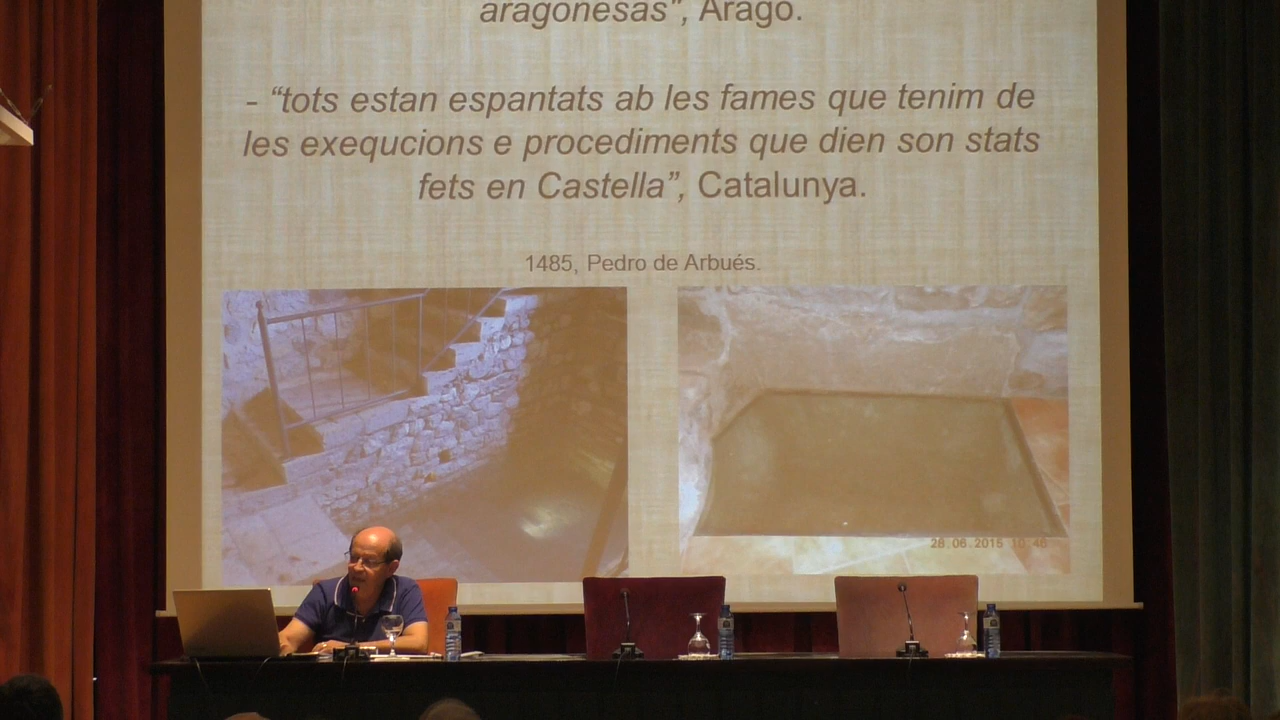 aragonesas", Arago.
- “tots estan espantats ab les fames que tenim de
les exequcions e procediments que dien son stats
fets en Castella”, Catalunya.
1485, Pedro de Arbués.
28.06.2015 10:46